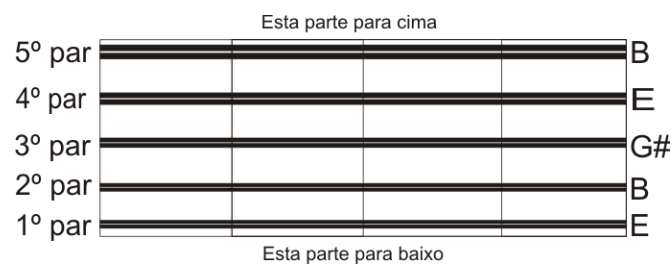 Esta parte para cima
5º par B
4º par E
3º par G#
2º par B
1º par E
Esta parte para baixo